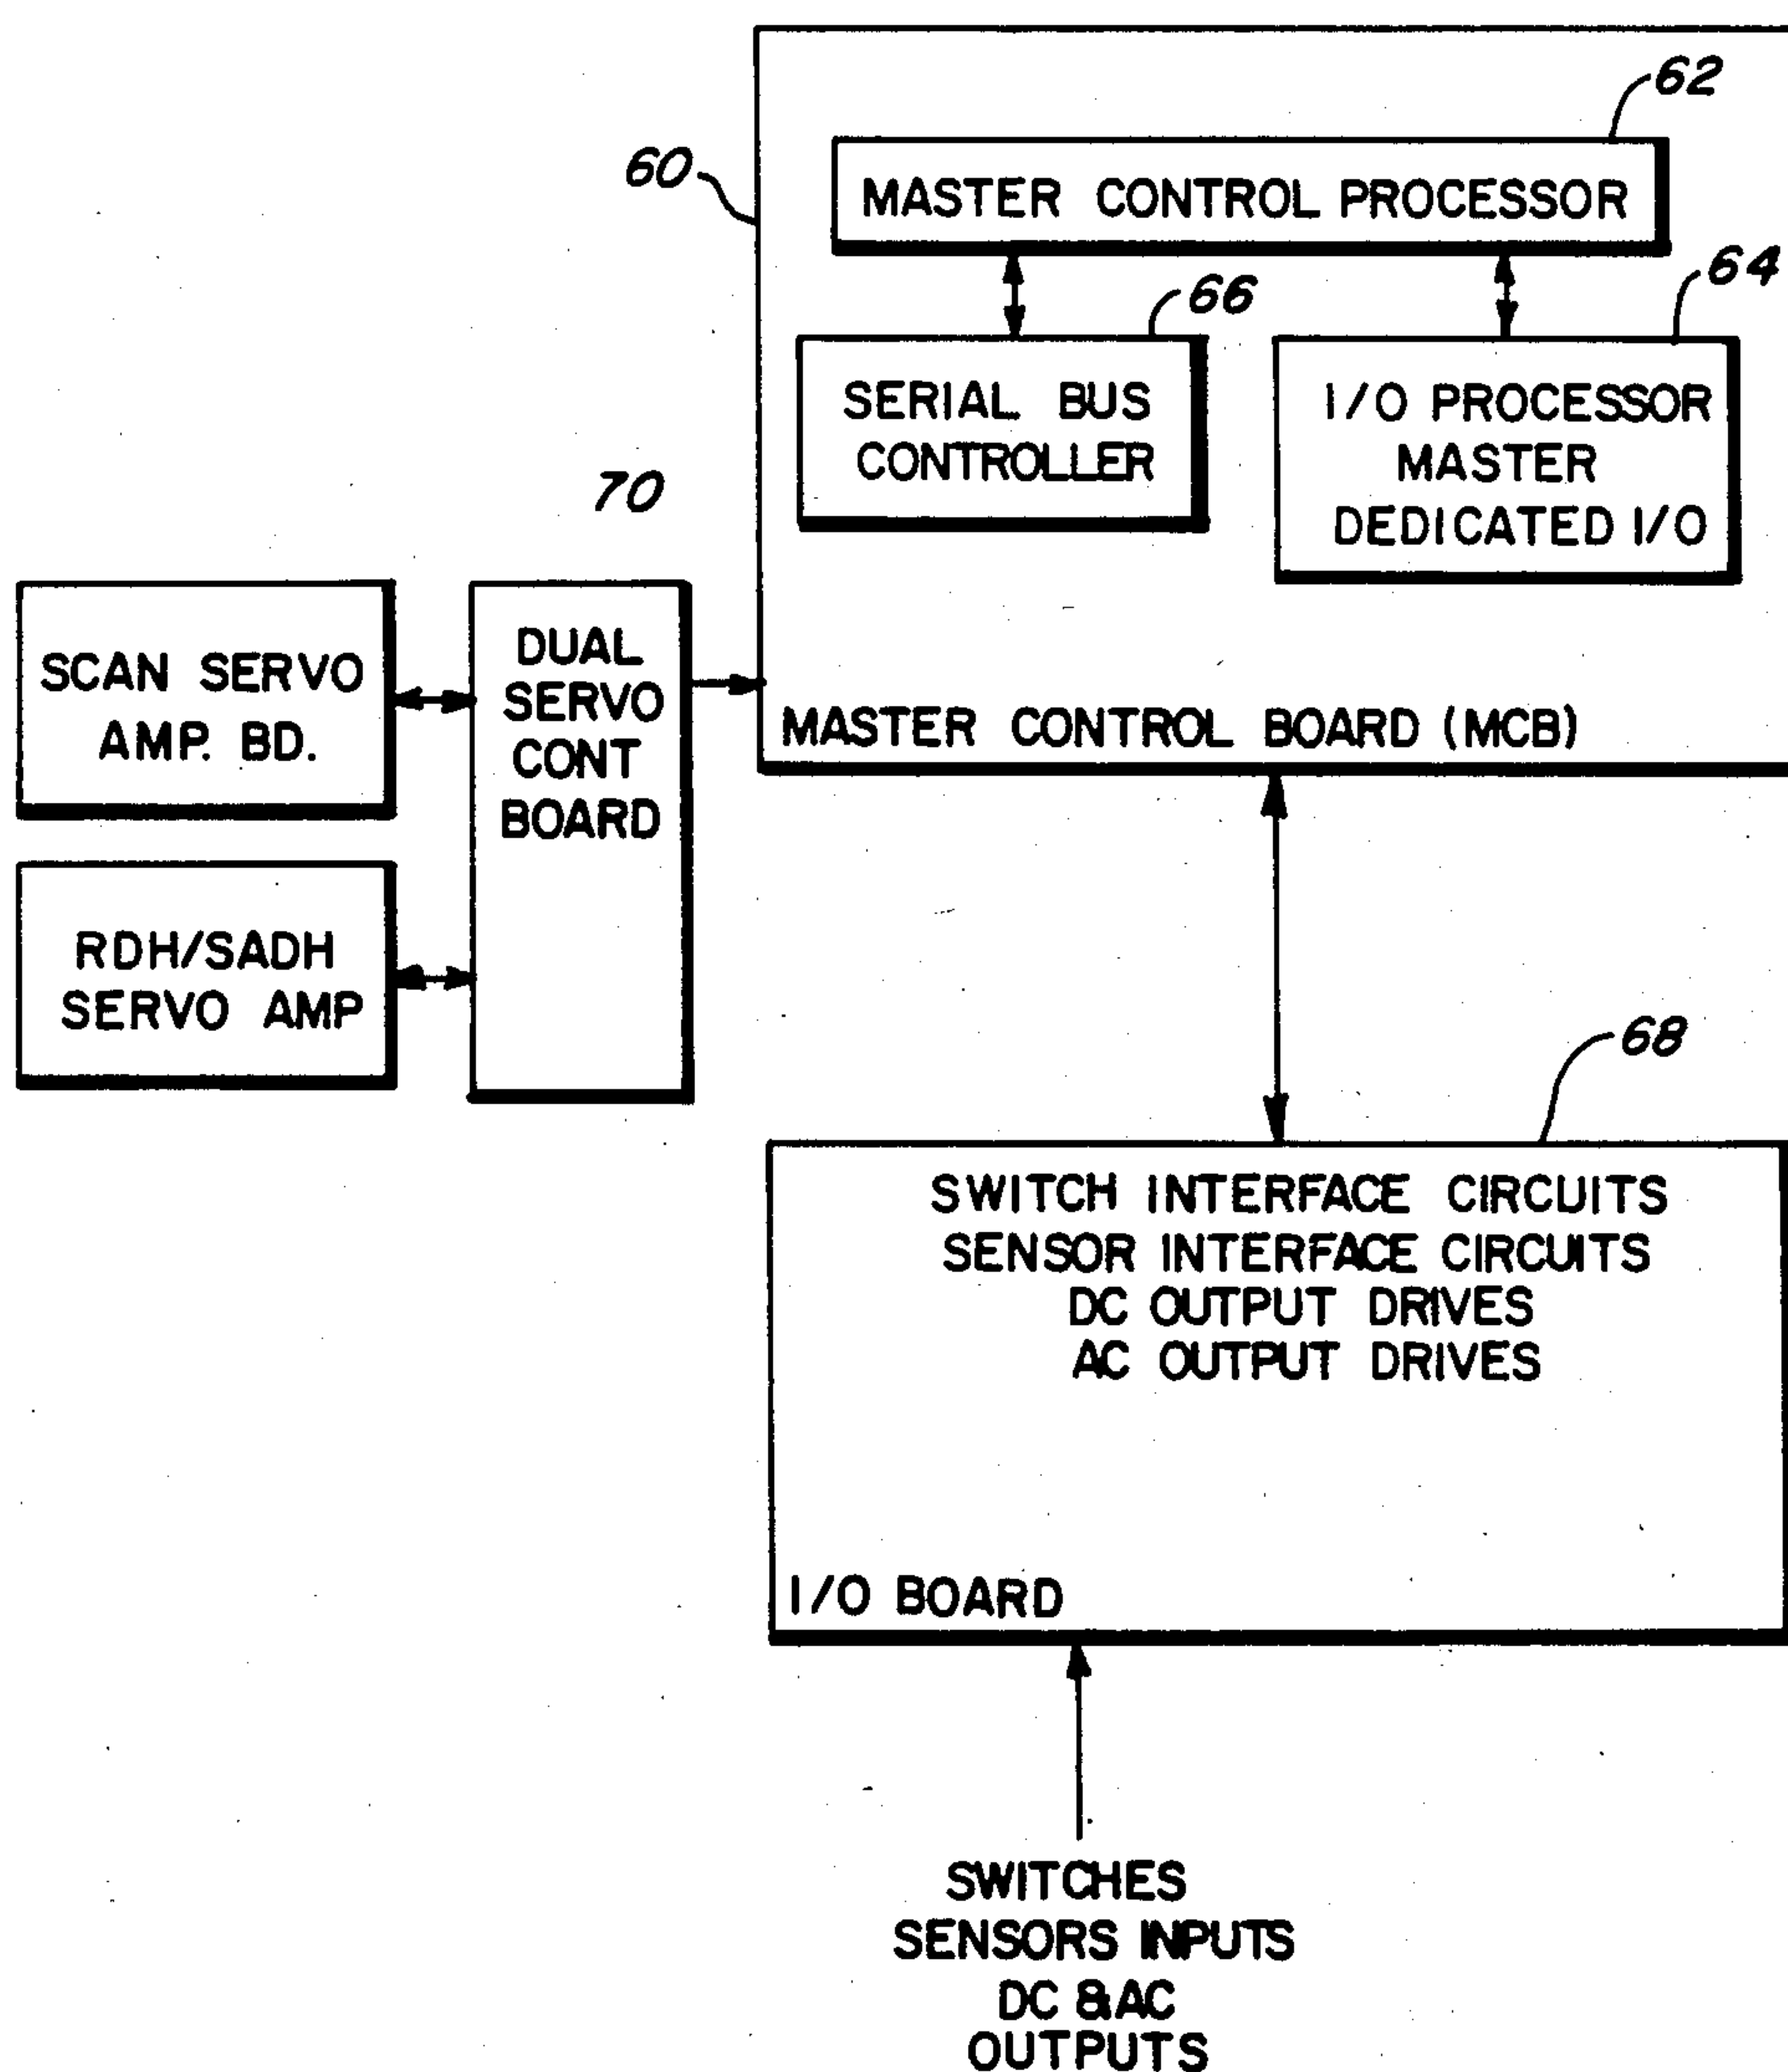 62
60
MASTER CONTROL PROCESSOR
64
66
SERIAL BUS
CONTROLLER
I/O PROCESSOR
MASTER
DEDICATED I/O
70
SCAN SERVO
AMP. BD.
DUAL
SERVO
CONT
BOARD
MASTER CONTROL BOARD (MCB)
RDH/SADH
SERVO AMP
68
SWITCH INTERFACE CIRCUITS
SENSOR INTERFACE CIRCUITS
DC OUTPUT DRIVES
AC OUTPUT DRIVES
I/O BOARD
SWITCHES
SENSORS INPUTS
DC & AC
OUTPUTS